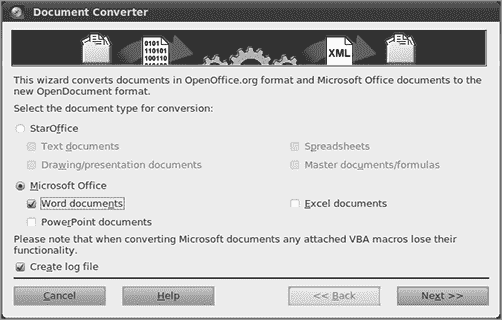 Document Converter
0101
110101
100110
XML
This wizard converts documents in OpenOffice.org format and Microsoft Office documents to the
new OpenDocument format.
Select the document type for conversion:
StarOffice
Text documents Spreadsheets
Drawing/presentation documents Master documents/formulas
Microsoft Office
Word documents Excel documents
PowerPoint documents
Please note that when converting Microsoft documents any attached VBA macros lose their
functionality.
Create log file
Cancel Help << Back Next >>